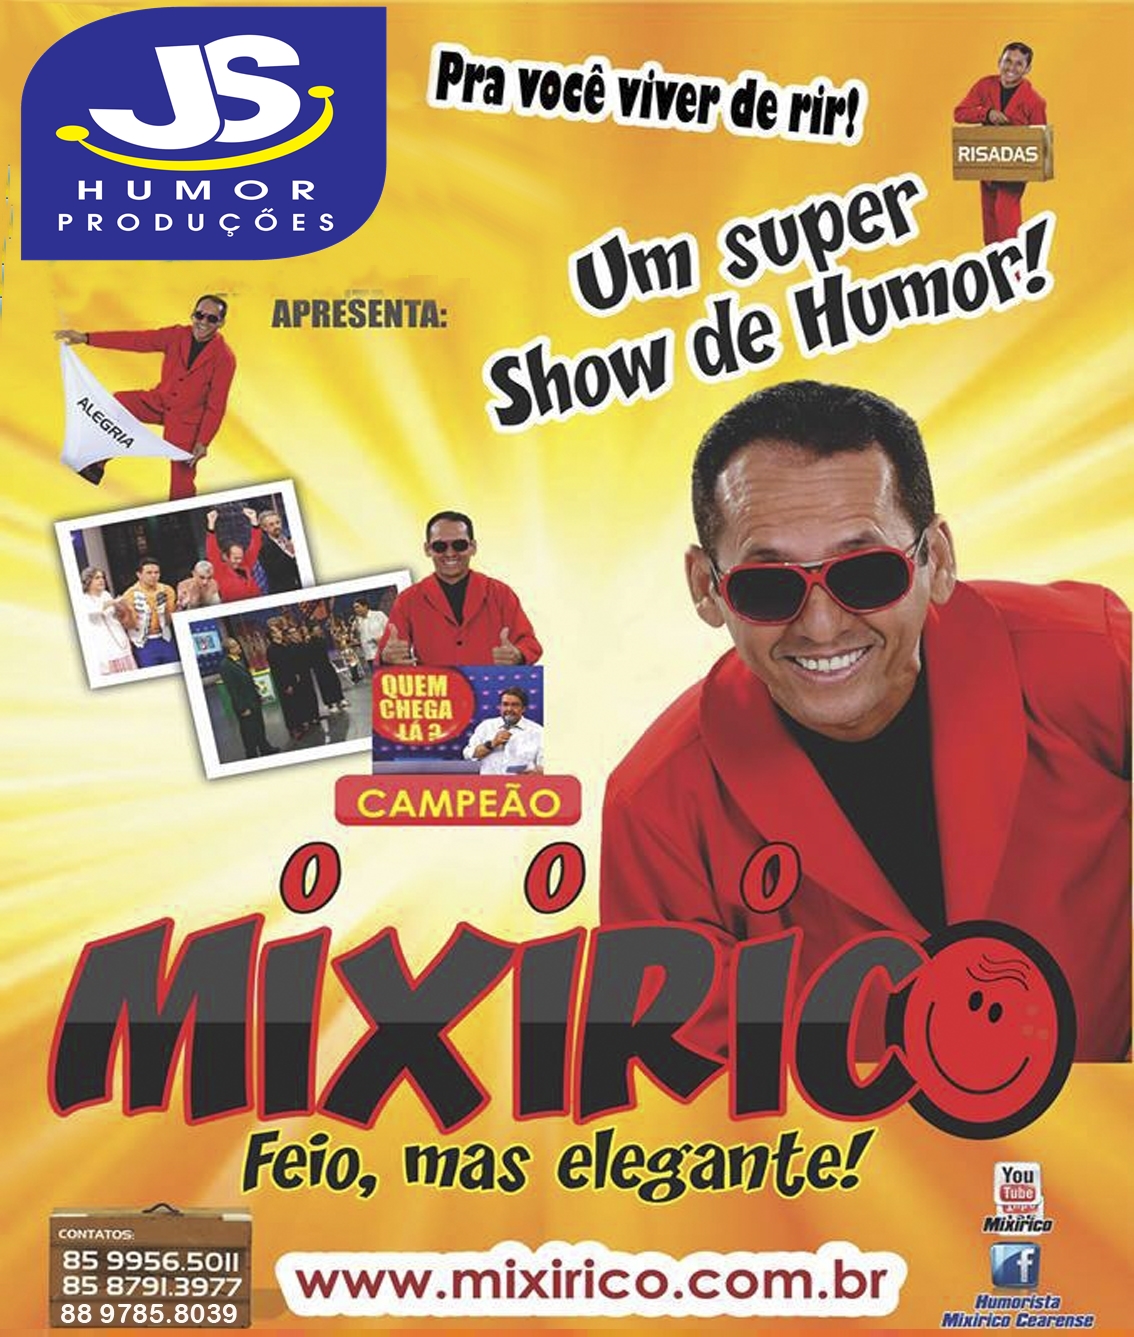 JS
HUMOR
PRODUÇÕES
Pra você viver de rir!
RISADAS
Um super
Show de Humor!
APRESENTA:
ALEGRIA
QUEM
CHEGA
LÁ?
CAMPEÃO
MIXIRICO
Feio, mas elegante!
CONTATOS:
85 9956.5011
85 8791.3977
88 9785.8039
www.mixirico.com.br
You
Tube
Mixirico
f
Humorista
Mixirico Cearense